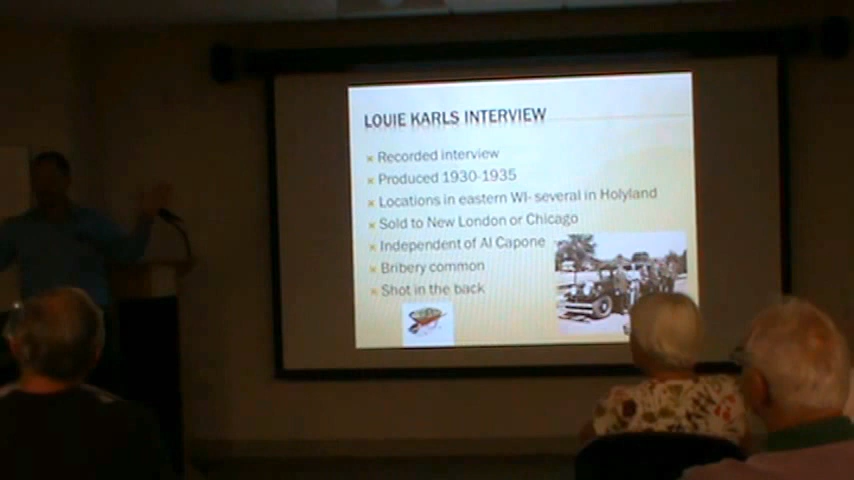 LOUIE KARLS INTERVIEW
Recorded interview
Produced 1930-1935
Locations in eastern WI- several in Holyland
Sold to New London or Chicago
Independent of Al Capone
Bribery common
Shot in the back